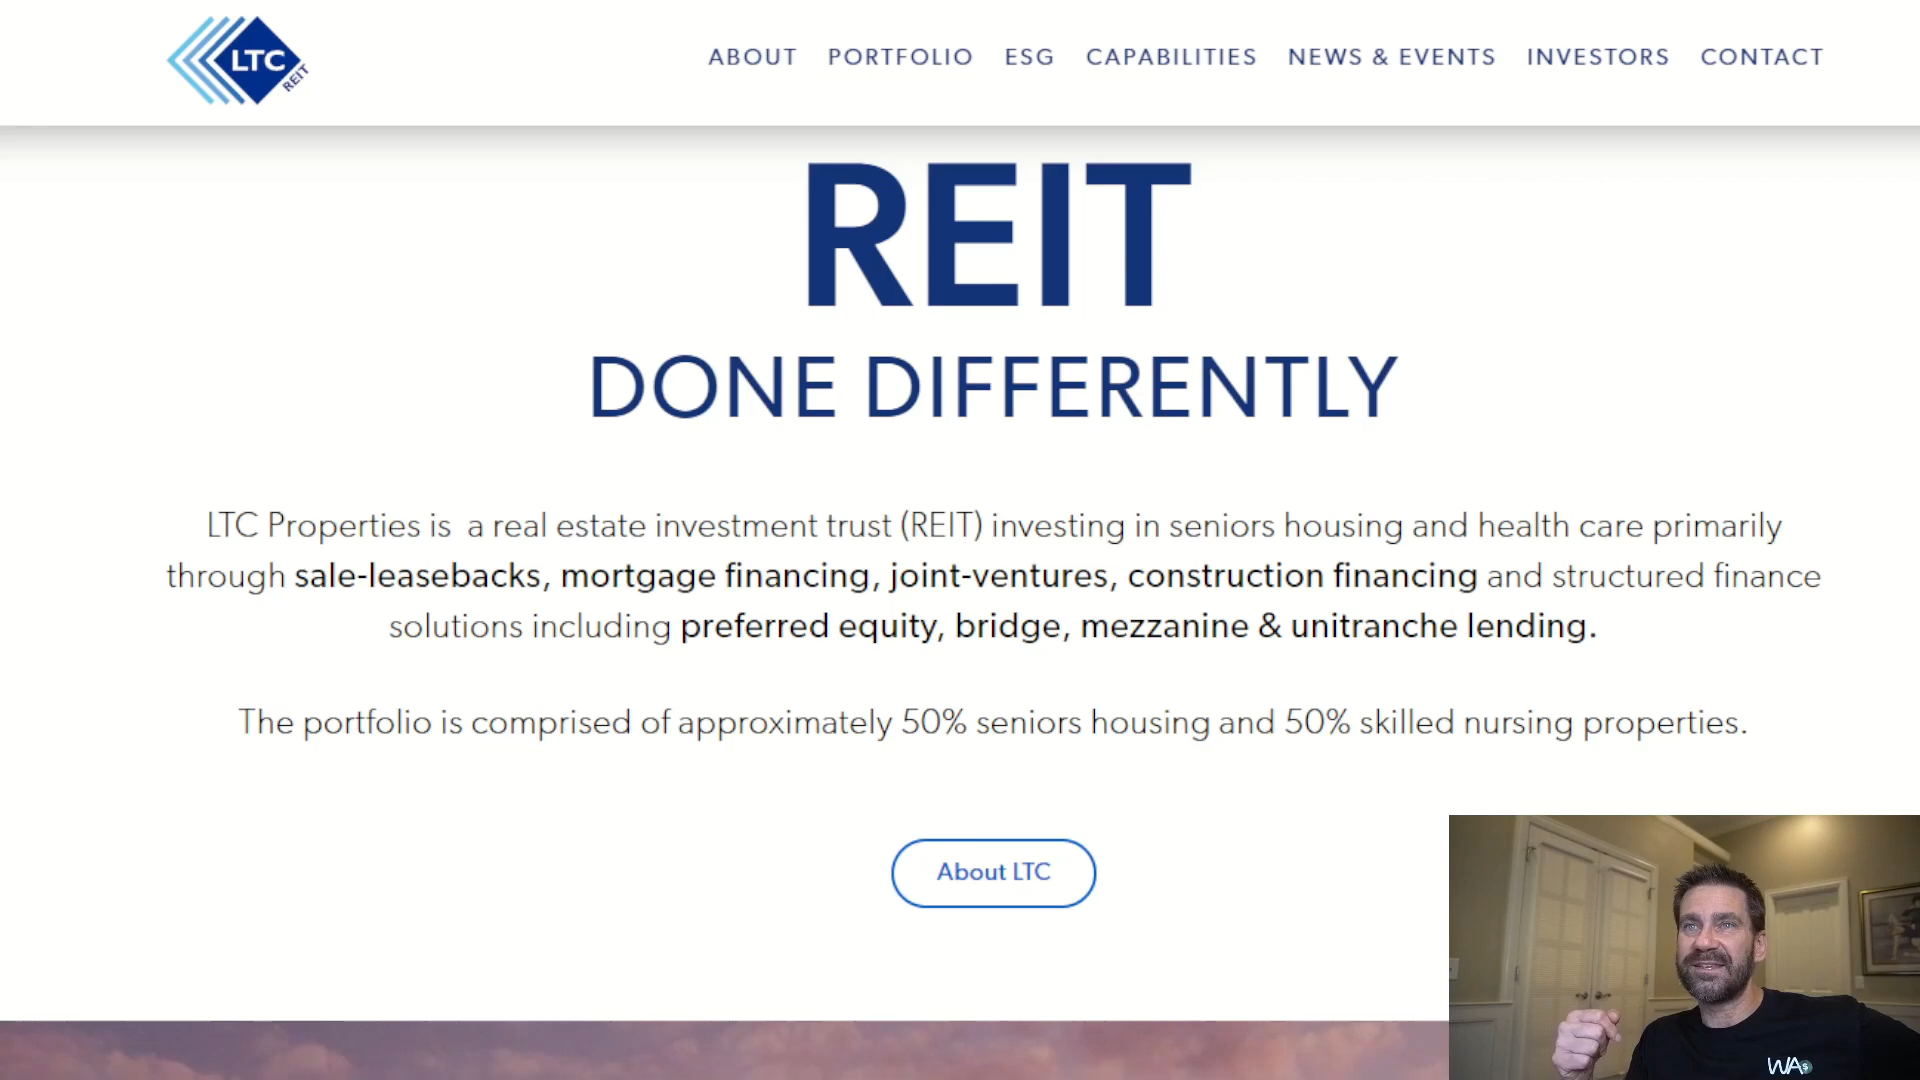 LTC
REIT
ABOUT PORTFOLIO ESG CAPABILITIES NEWS & EVENTS INVESTORS CONTACT
REIT
DONE DIFFERENTLY
LTC Properties is a real estate investment trust (REIT) investing in seniors housing and health care primarily
through sale-leasebacks, mortgage financing, joint-ventures, construction financing and structured finance
solutions including preferred equity, bridge, mezzanine & unitranche lending.
The portfolio is comprised of approximately 50% seniors housing and 50% skilled nursing properties.
About LTC
WA$